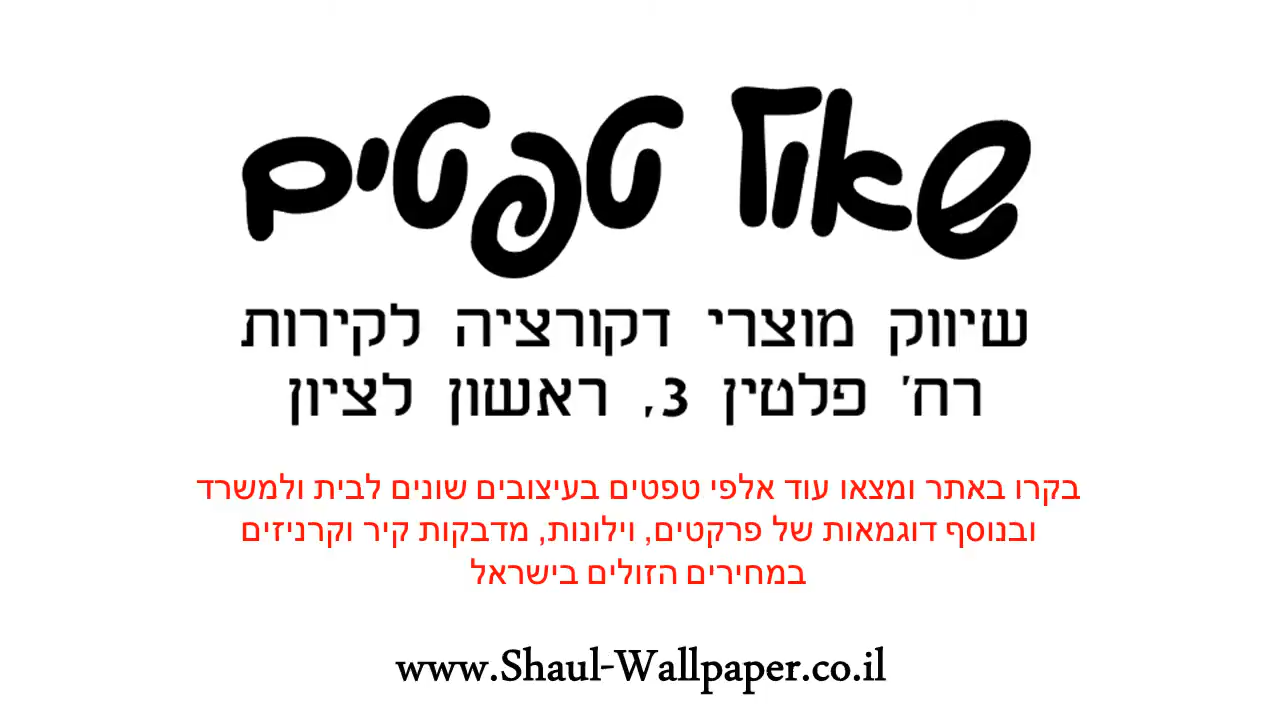 שאול טפטים
שיווק מוצרי דקורציה לקירות
רח' פלטין 3, ראשון לציון
בקרו באתר ומצאו עוד אלפי טפטים בעיצובים שונים לבית ולמשרד
ובנוסף דוגמאות של פרקטים, וילונות, מדבקות קיר וקרניזים
במחירים הזולים בישראל
www.Shaul-Wallpaper.co.il